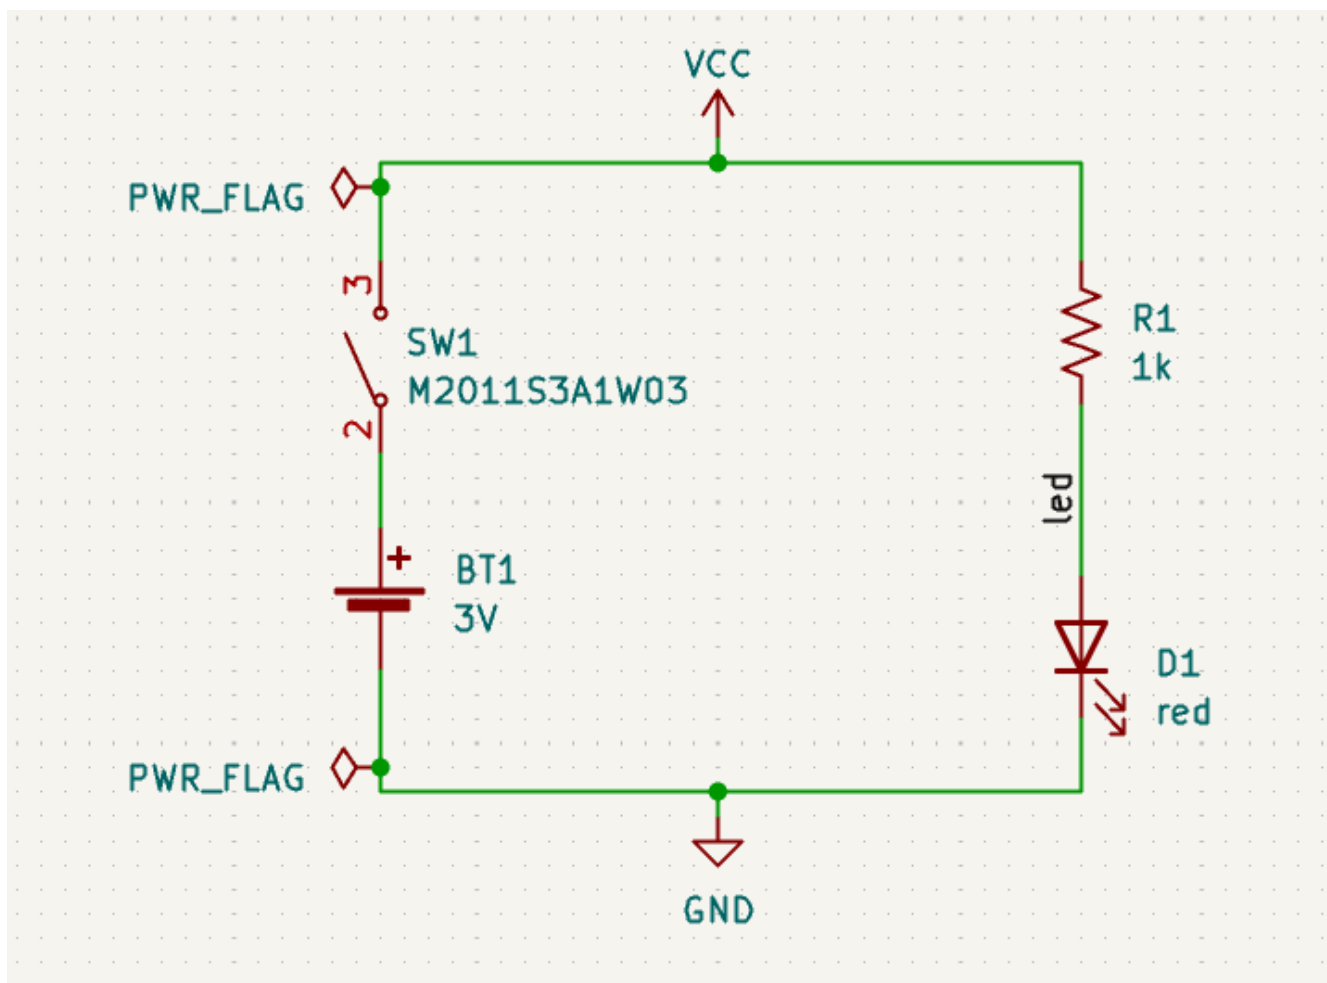 VCC
PWR_FLAG
3
SW1
M2011S3A1W03
2
R1
1k
led
+
BT1
3V
D1
red
PWR_FLAG
GND